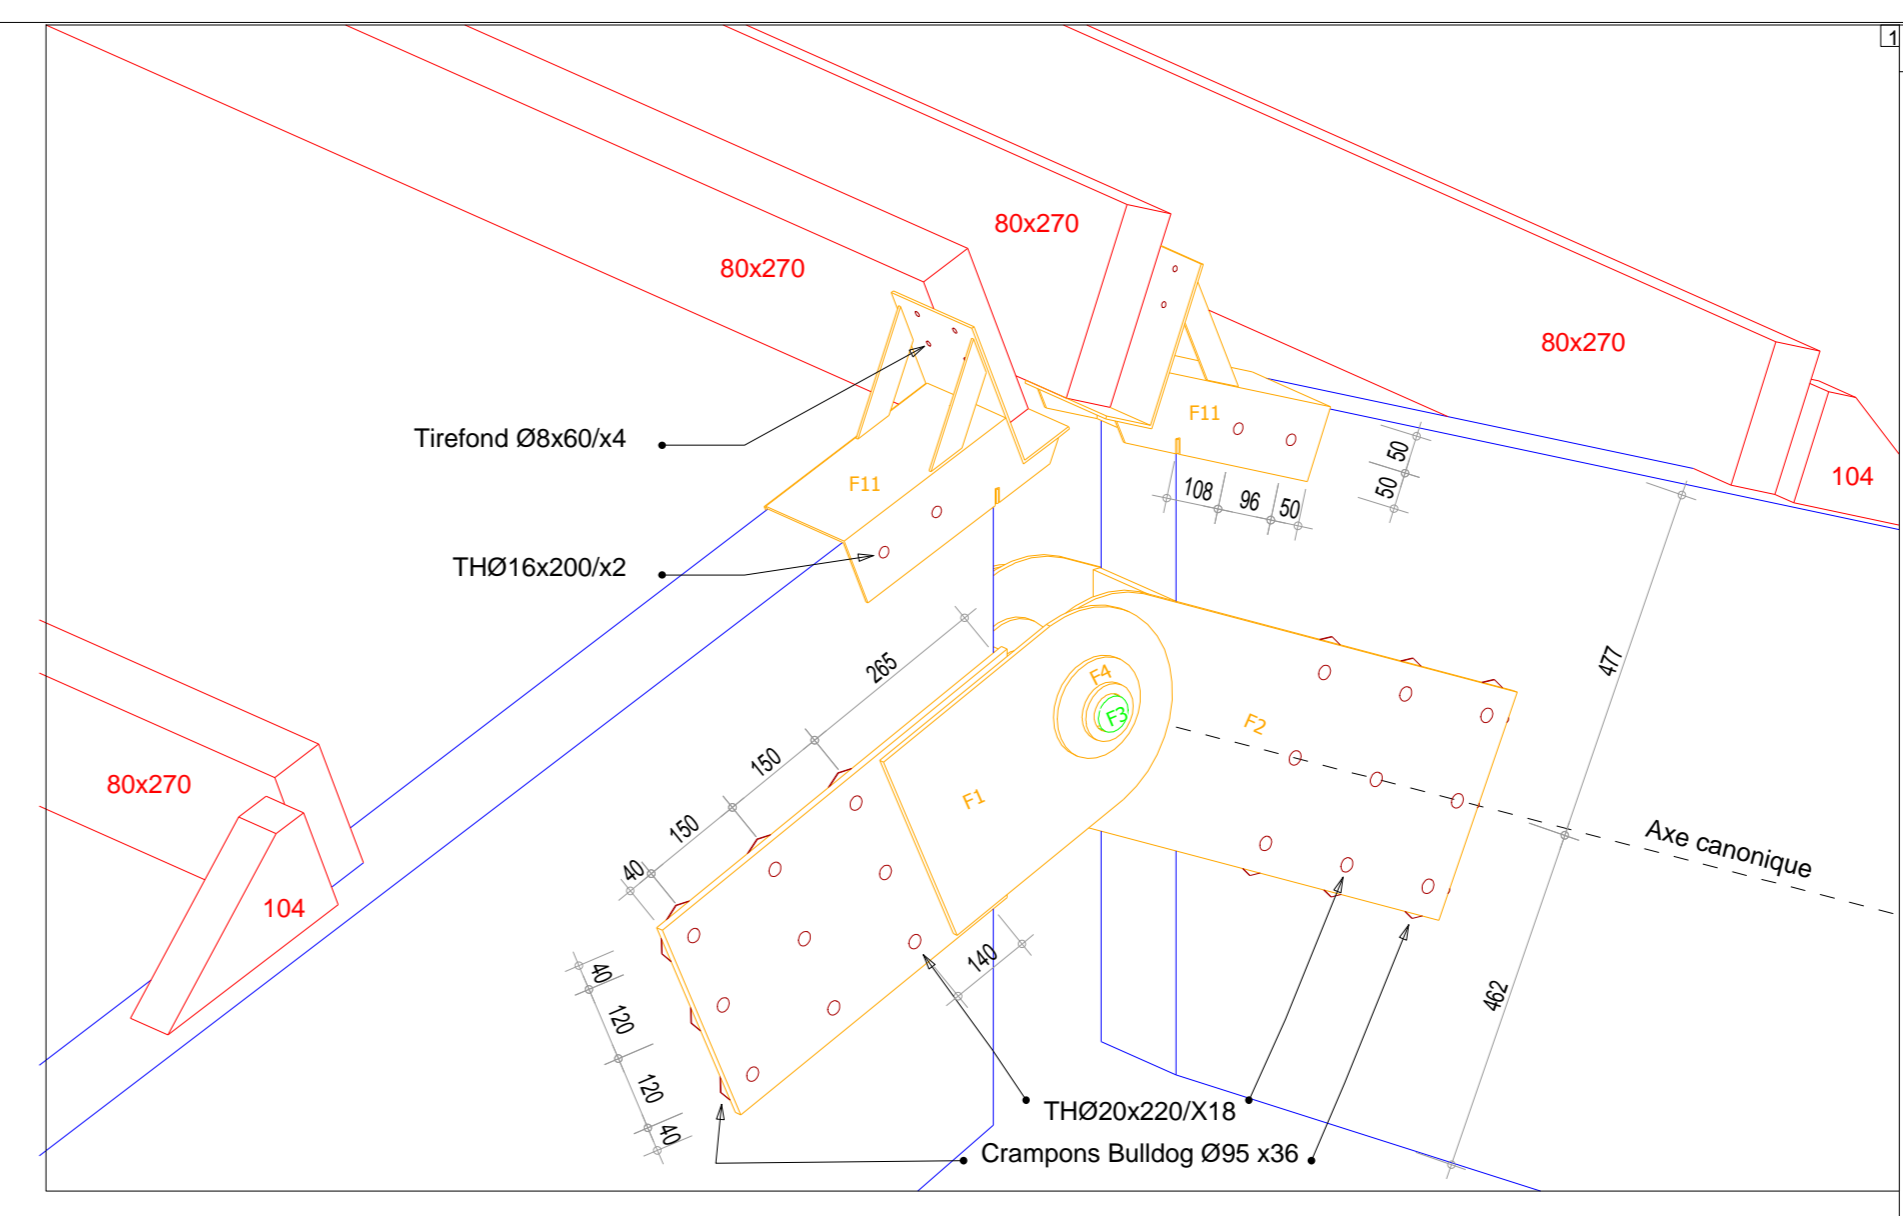 1
80x270
80x270
80x270
Tirefond Ø8x60/x4
F11
104
F11
50
50
108
96
50
THØ16x200/x2
477
265
F4
F3
F2
150
80x270
F1
150
Axe canonique
40
104
140
40
120
462
120
40
THØ20x220/X18
Crampons Bulldog Ø95 x36